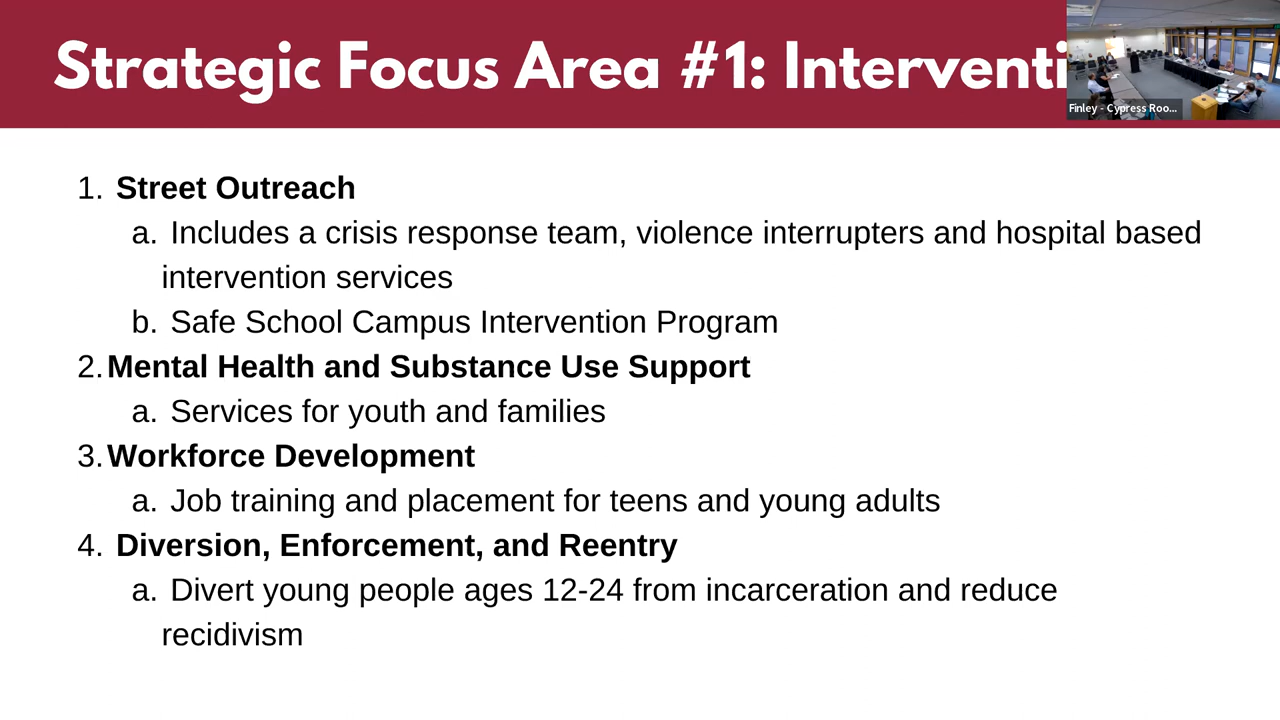 Strategic Focus Area #1: Interventi
Finley - Cypress Roo...
1. Street Outreach
a. Includes a crisis response team, violence interrupters and hospital based
intervention services
b. Safe School Campus Intervention Program
2. Mental Health and Substance Use Support
a. Services for youth and families
3. Workforce Development
a. Job training and placement for teens and young adults
4. Diversion, Enforcement, and Reentry
a. Divert young people ages 12-24 from incarceration and reduce
recidivism